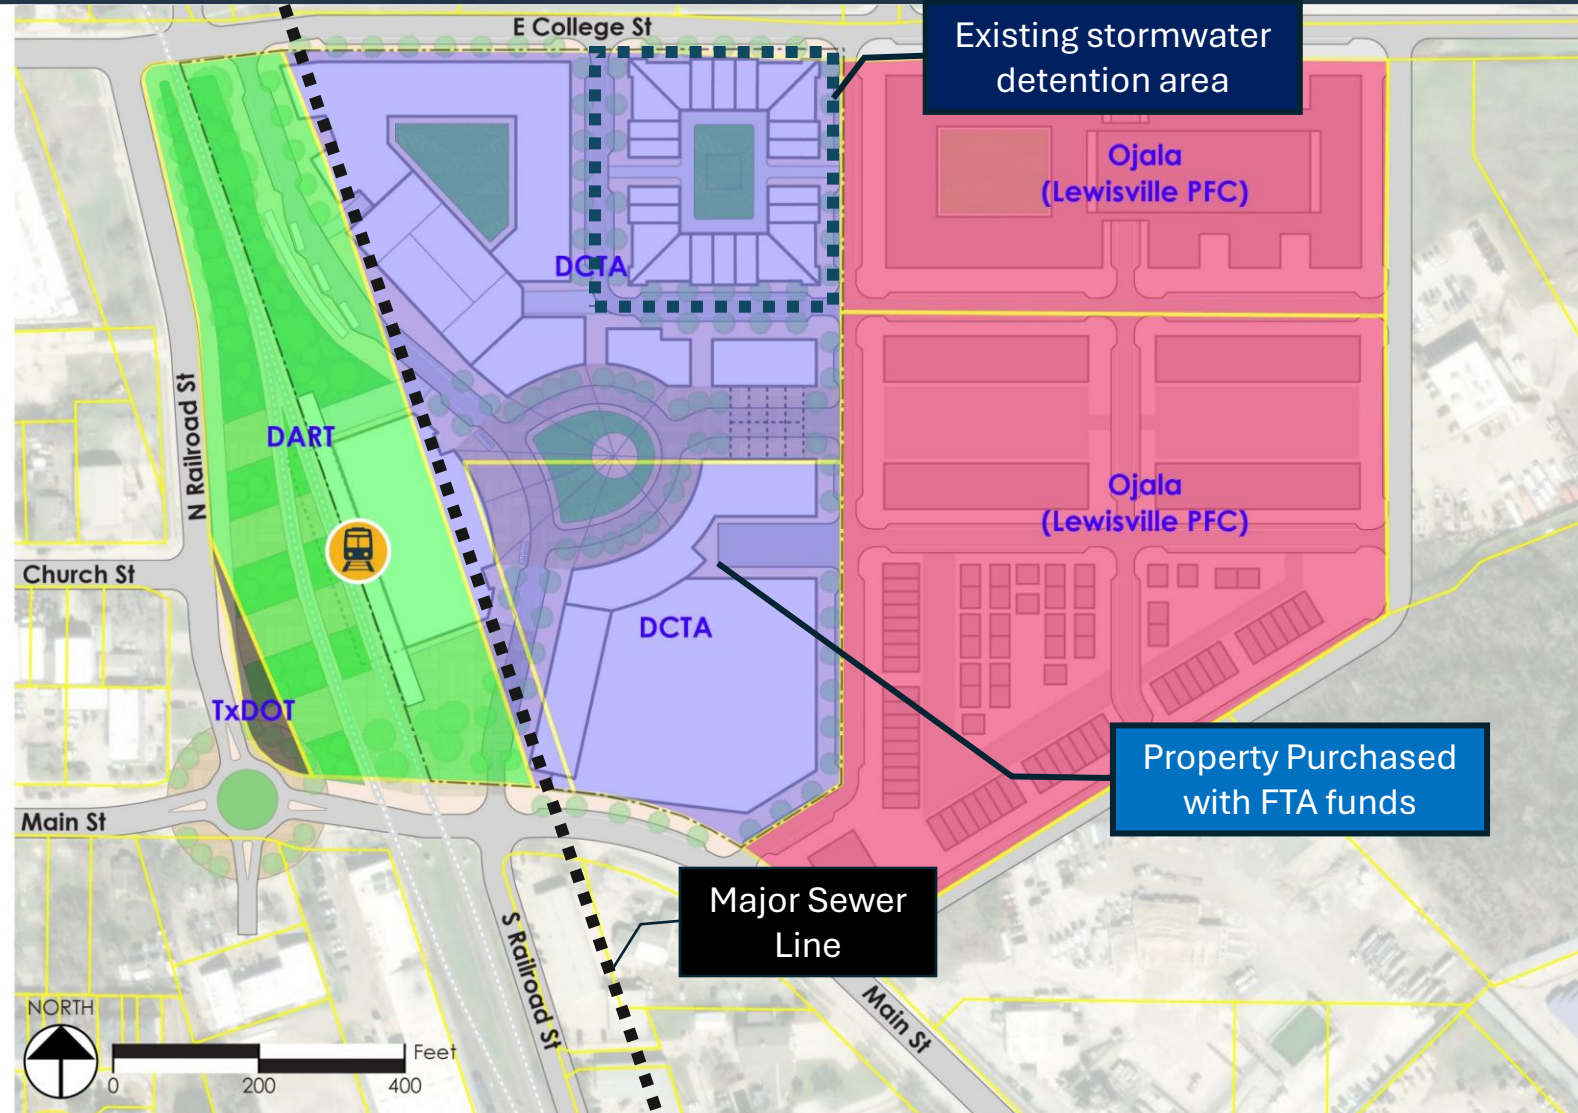 E College St
Existing stormwater
detention area
Ojala
(Lewisville PFC)
DCTA
N Railroad St
DART
Ojala
(Lewisville PFC)
Church St
DCTA
TxDOT
Property Purchased
with FTA funds
Main St
Major Sewer
Line
S Railroad St
Main St
NORTH
Feet
0
200
400